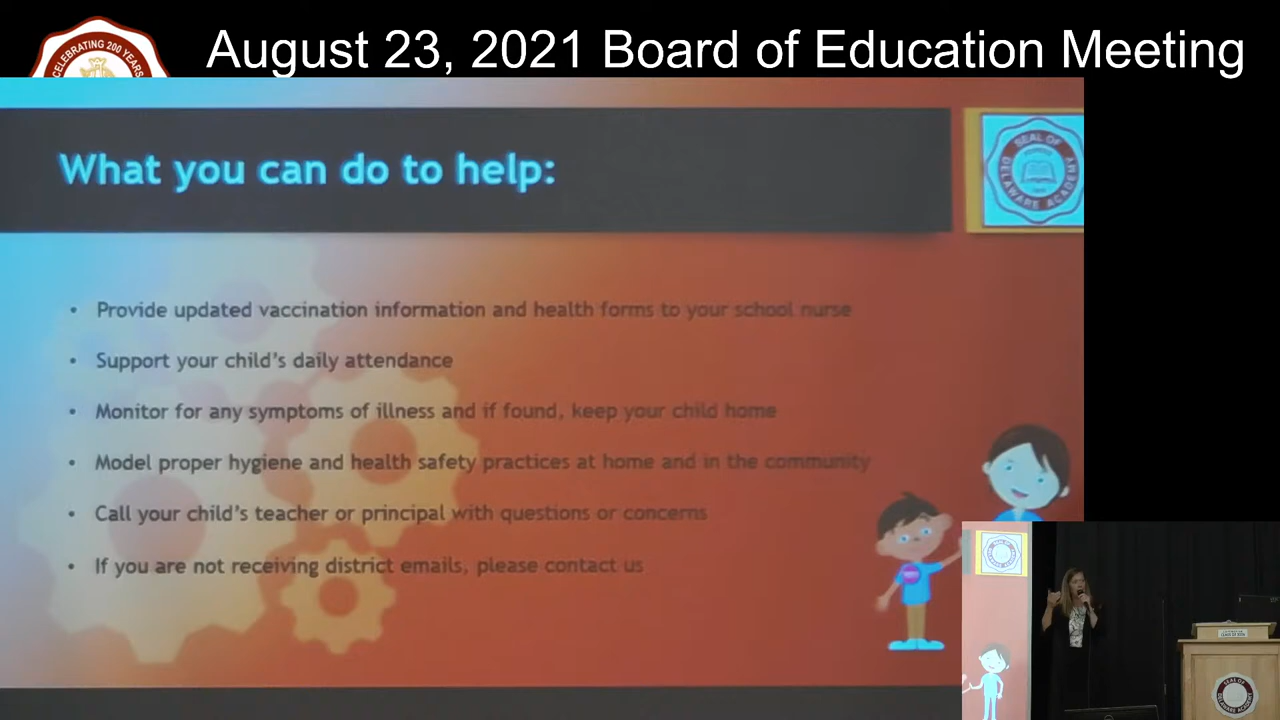 CELEBRATING 200 YEARS
August 23, 2021 Board of Education Meeting
What you can do to help:
SEAL OF
DELAWARE ACADEMY
• Provide updated vaccination information and health forms to your school nurse
• Support your child's daily attendance
• Monitor for any symptoms of illness and if found, keep your child home
• Model proper hygiene and health safety practices at home and in the community
• Call your child's teacher or principal with questions or concerns
• If you are not receiving district emails, please contact us
SEAL OF
DELAWARE ACADEMY